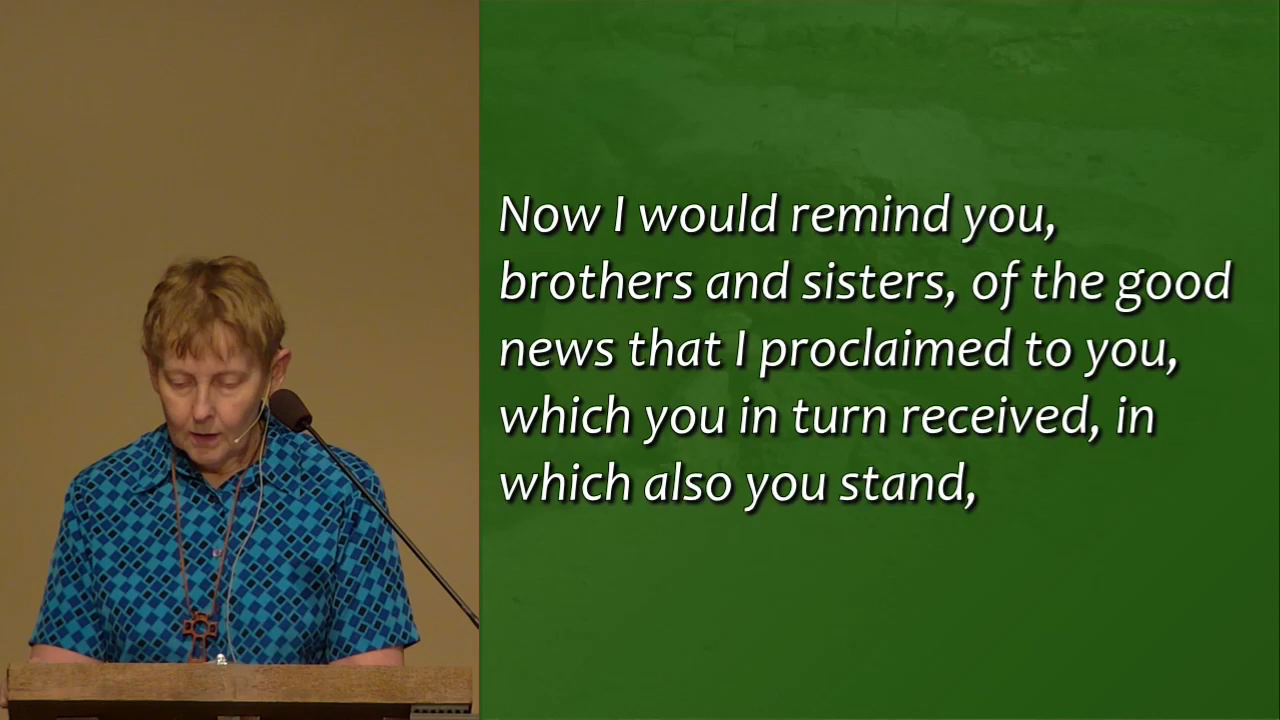 Now I would remind you,
brothers and sisters, of the good
news that I proclaimed to you,
which you in turn received, in
which also you stand,